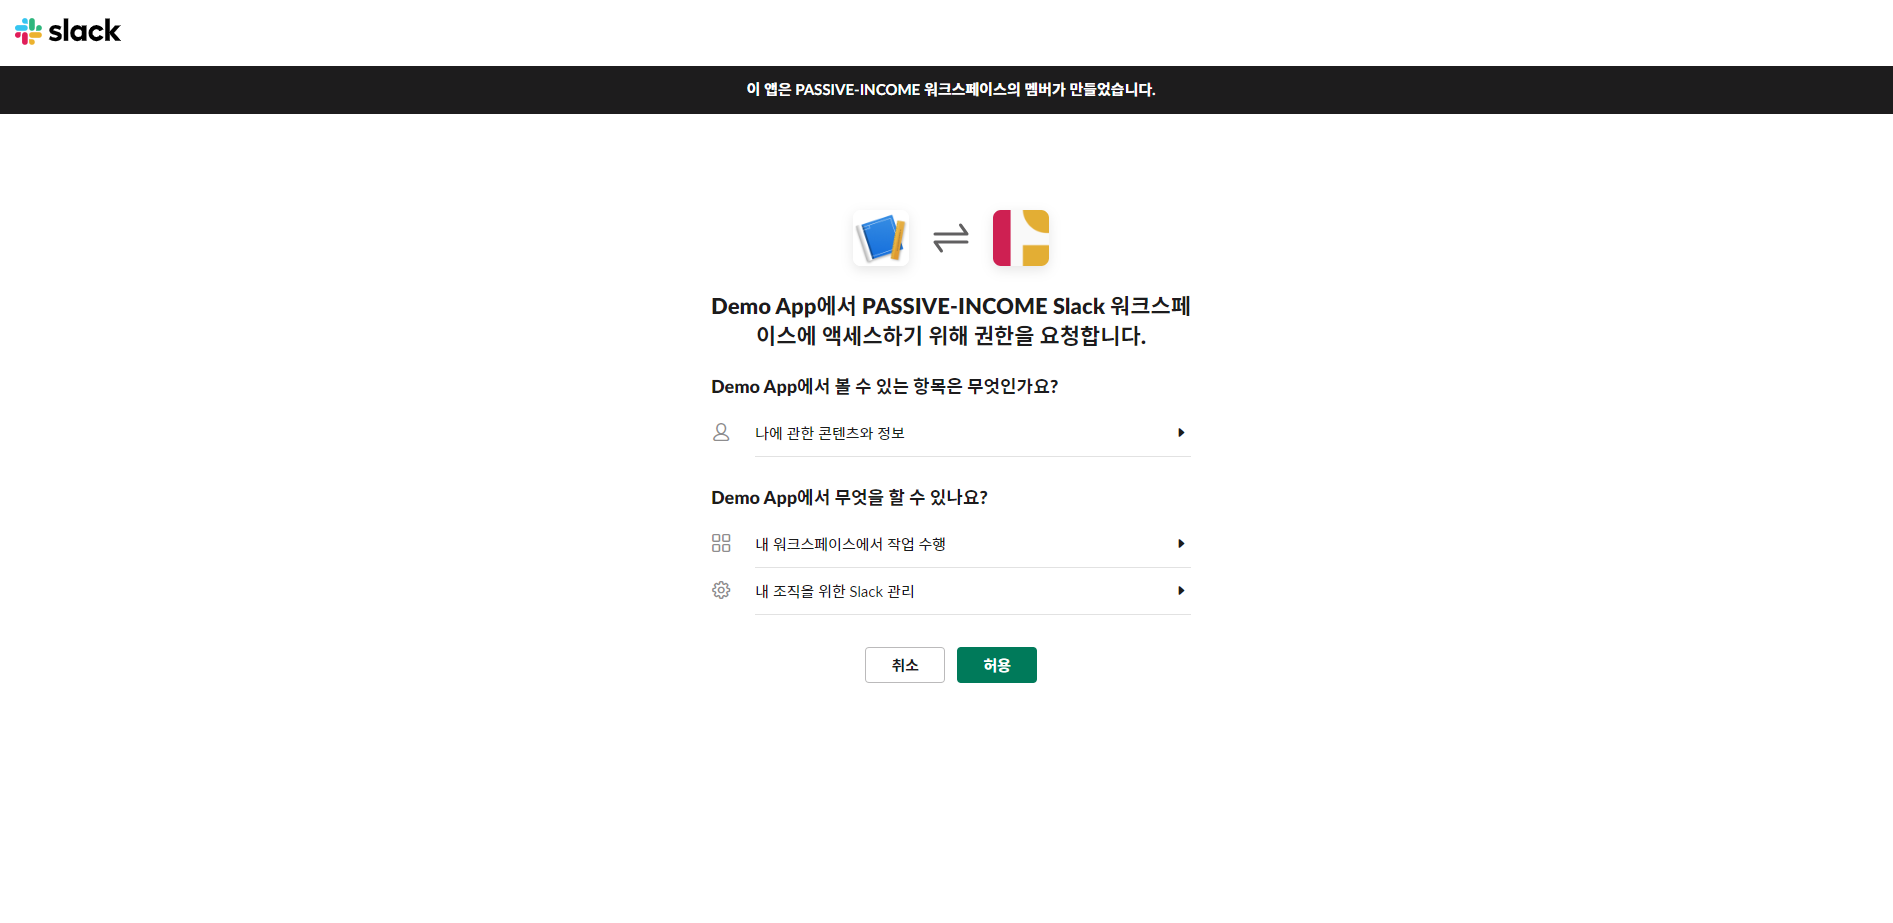 slack
이 앱은 PASSIVE-INCOME 워크스페이스의 멤버가 만들었습니다.
Demo App에서 PASSIVE-INCOME Slack 워크스페
이스에 액세스하기 위해 권한을 요청합니다.
Demo App에서 볼 수 있는 항목은 무엇인가요?
나에 관한 콘텐츠와 정보
Demo App에서 무엇을 할 수 있나요?
내 워크스페이스에서 작업 수행
내 조직을 위한 Slack 관리
취소 허용